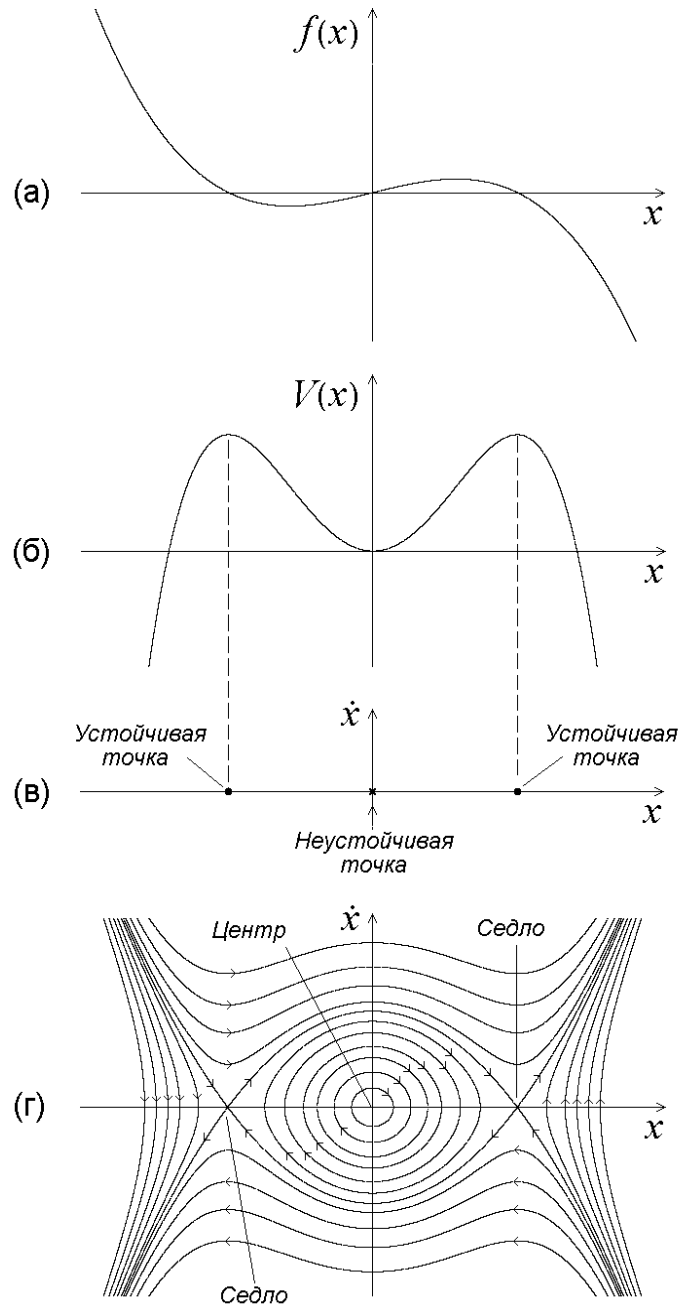 f(x)
(а)
x
V(x)
(б)
x
ẋ
Устойчивая
точка
Устойчивая
точка
(в)
x
Неустойчивая
точка
ẋ
Центр
Седло
(г)
x
Седло